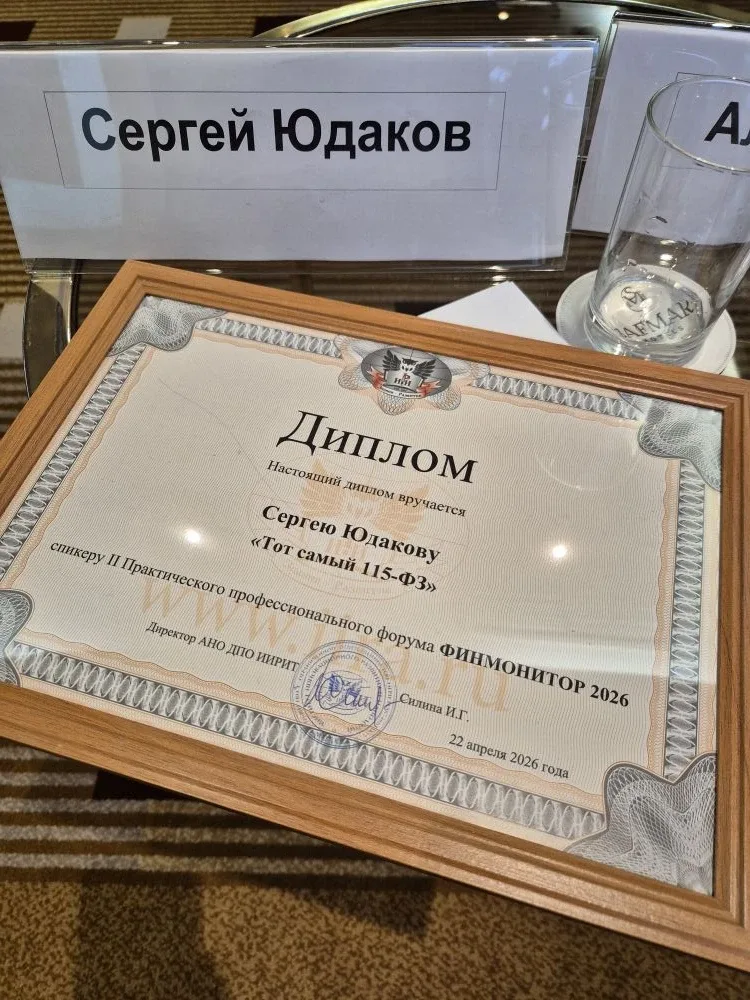 Сергей Юдаков
Диплом
Настоящий диплом вручается
Сергею Юдакову
«Тот самый 115-ФЗ»
спикеру II Практического профессионального форума ФИНМОНИТОР 2026
Директор АНО ДПО ИИРИТ
Силина И.Г.
22 апреля 2026 года